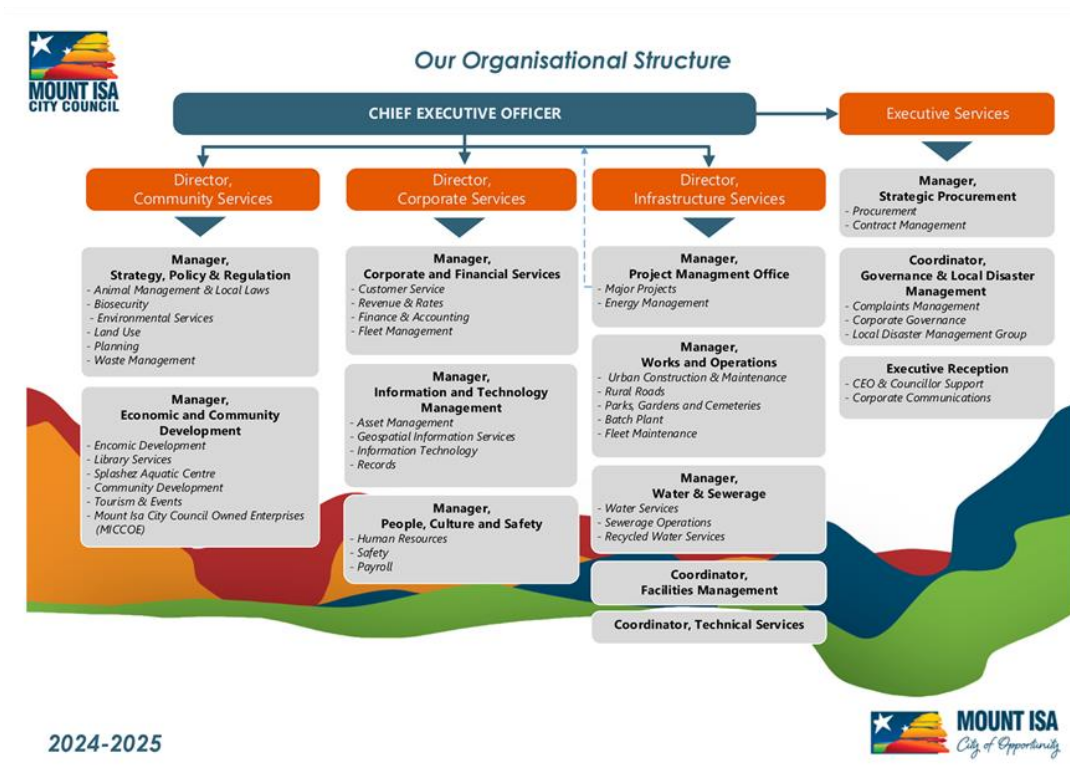 MOUNT ISA
CITY COUNCIL
Our Organisational Structure
CHIEF EXECUTIVE OFFICER
Executive Services
Director,
Community Services
Manager,
Strategy, Policy & Regulation
- Animal Management & Local Laws
- Biosecurity
- Environmental Services
- Land Use
- Planning
- Waste Management
Manager,
Economic and Community
Development
- Encomic Development
- Library Services
- Splashez Aquatic Centre
- Community Development
- Tourism & Events
- Mount Isa City Council Owned Enterprises
(MICCOE)
Director,
Corporate Services
Manager,
Corporate and Financial Services
- Customer Service
- Revenue & Rates
- Finance & Accounting
- Fleet Management
Manager,
Information and Technology
Management
- Asset Management
- Geospatial Information Services
- Information Technology
- Records
Manager,
People, Culture and Safety
- Human Resources
- Safety
- Payroll
Director,
Infrastructure Services
Manager,
Project Managment Office
- Major Projects
- Energy Management
Manager,
Works and Operations
- Urban Construction & Maintenance
- Rural Roads
- Parks, Gardens and Cemeteries
- Batch Plant
- Fleet Maintenance
Manager,
Water & Sewerage
- Water Services
- Sewerage Operations
- Recycled Water Services
Coordinator,
Facilities Management
Coordinator, Technical Services
Manager,
Strategic Procurement
- Procurement
- Contract Management
Coordinator,
Governance & Local Disaster
Management
- Complaints Management
- Corporate Governance
- Local Disaster Management Group
Executive Reception
- CEO & Councillor Support
- Corporate Communications
2024-2025
MOUNT ISA
City of Opportunity